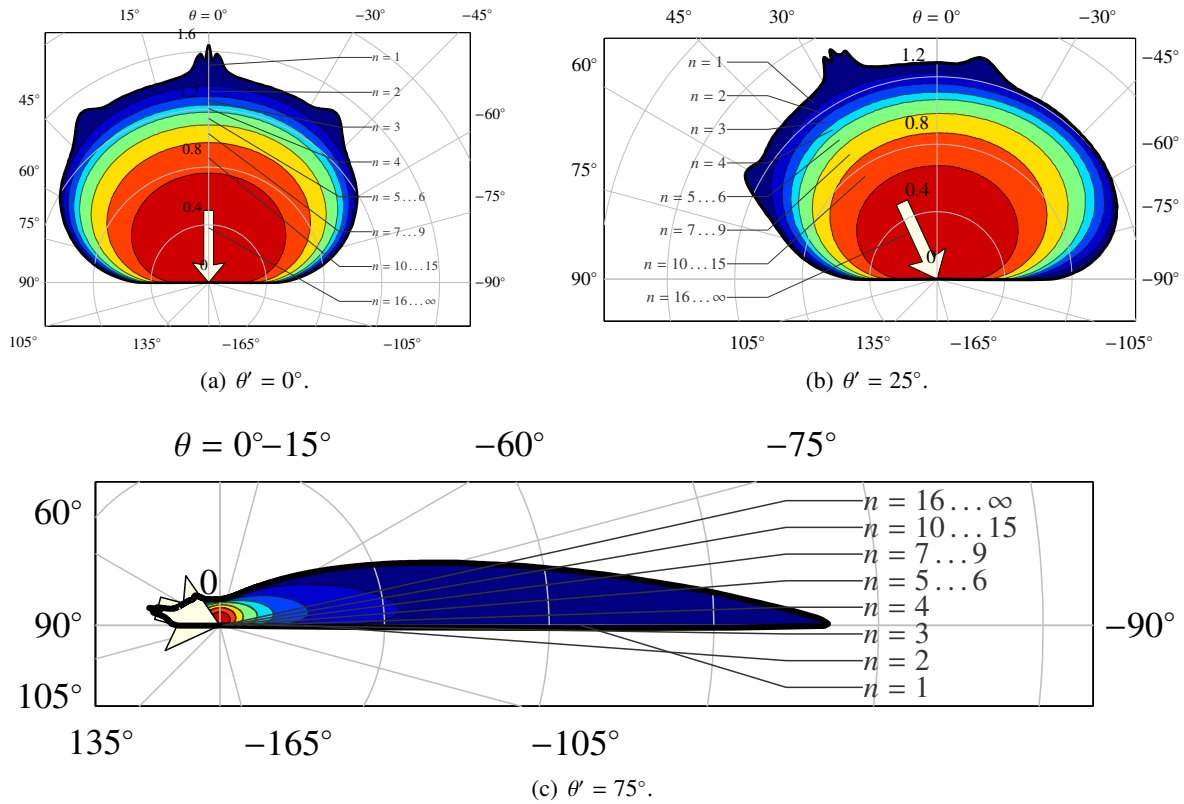 15° θ = 0° −30°
1.6 −45°
n = 1
n = 2
1.2
45°
−60°
n = 3
0.8
n = 4
60°
−75°
n = 5…6
0.4
75°
n = 7…9
0
n = 10…15
90° −90°
n = 16…∞
105° 135° −165° −105°
(a) θ′ = 0°.
45° 30° θ = 0° −30°
1.2 −45°
60° n = 1
n = 2
0.8
n = 3
−60°
n = 4
75°
0.4
n = 5…6
−75°
n = 7…9
0
n = 10…15
90° −90°
n = 16…∞
105° 135° −165° −105°
(b) θ′ = 25°.
θ = 0° −15° −60° −75°
60° n = 16…∞
n = 10…15
n = 7…9
0 n = 5…6
n = 4
90° −90°
n = 3
n = 2
105° n = 1
135° −165° −105°
(c) θ′ = 75°.